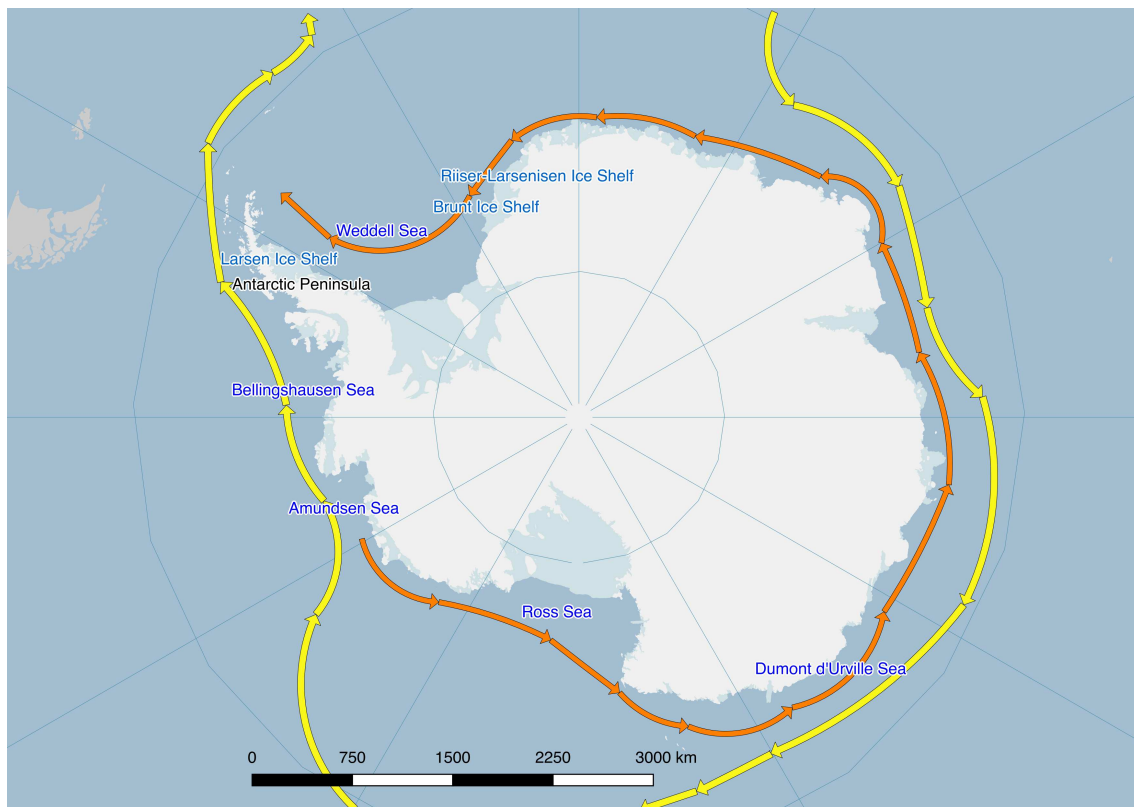 Riiser-Larsenisen Ice Shelf
Brunt Ice Shelf
Weddell Sea
Larsen Ice Shelf
Antarctic Peninsula
Bellingshausen Sea
Amundsen Sea
Ross Sea
Dumont d'Urville Sea
0 750 1500 2250 3000 km